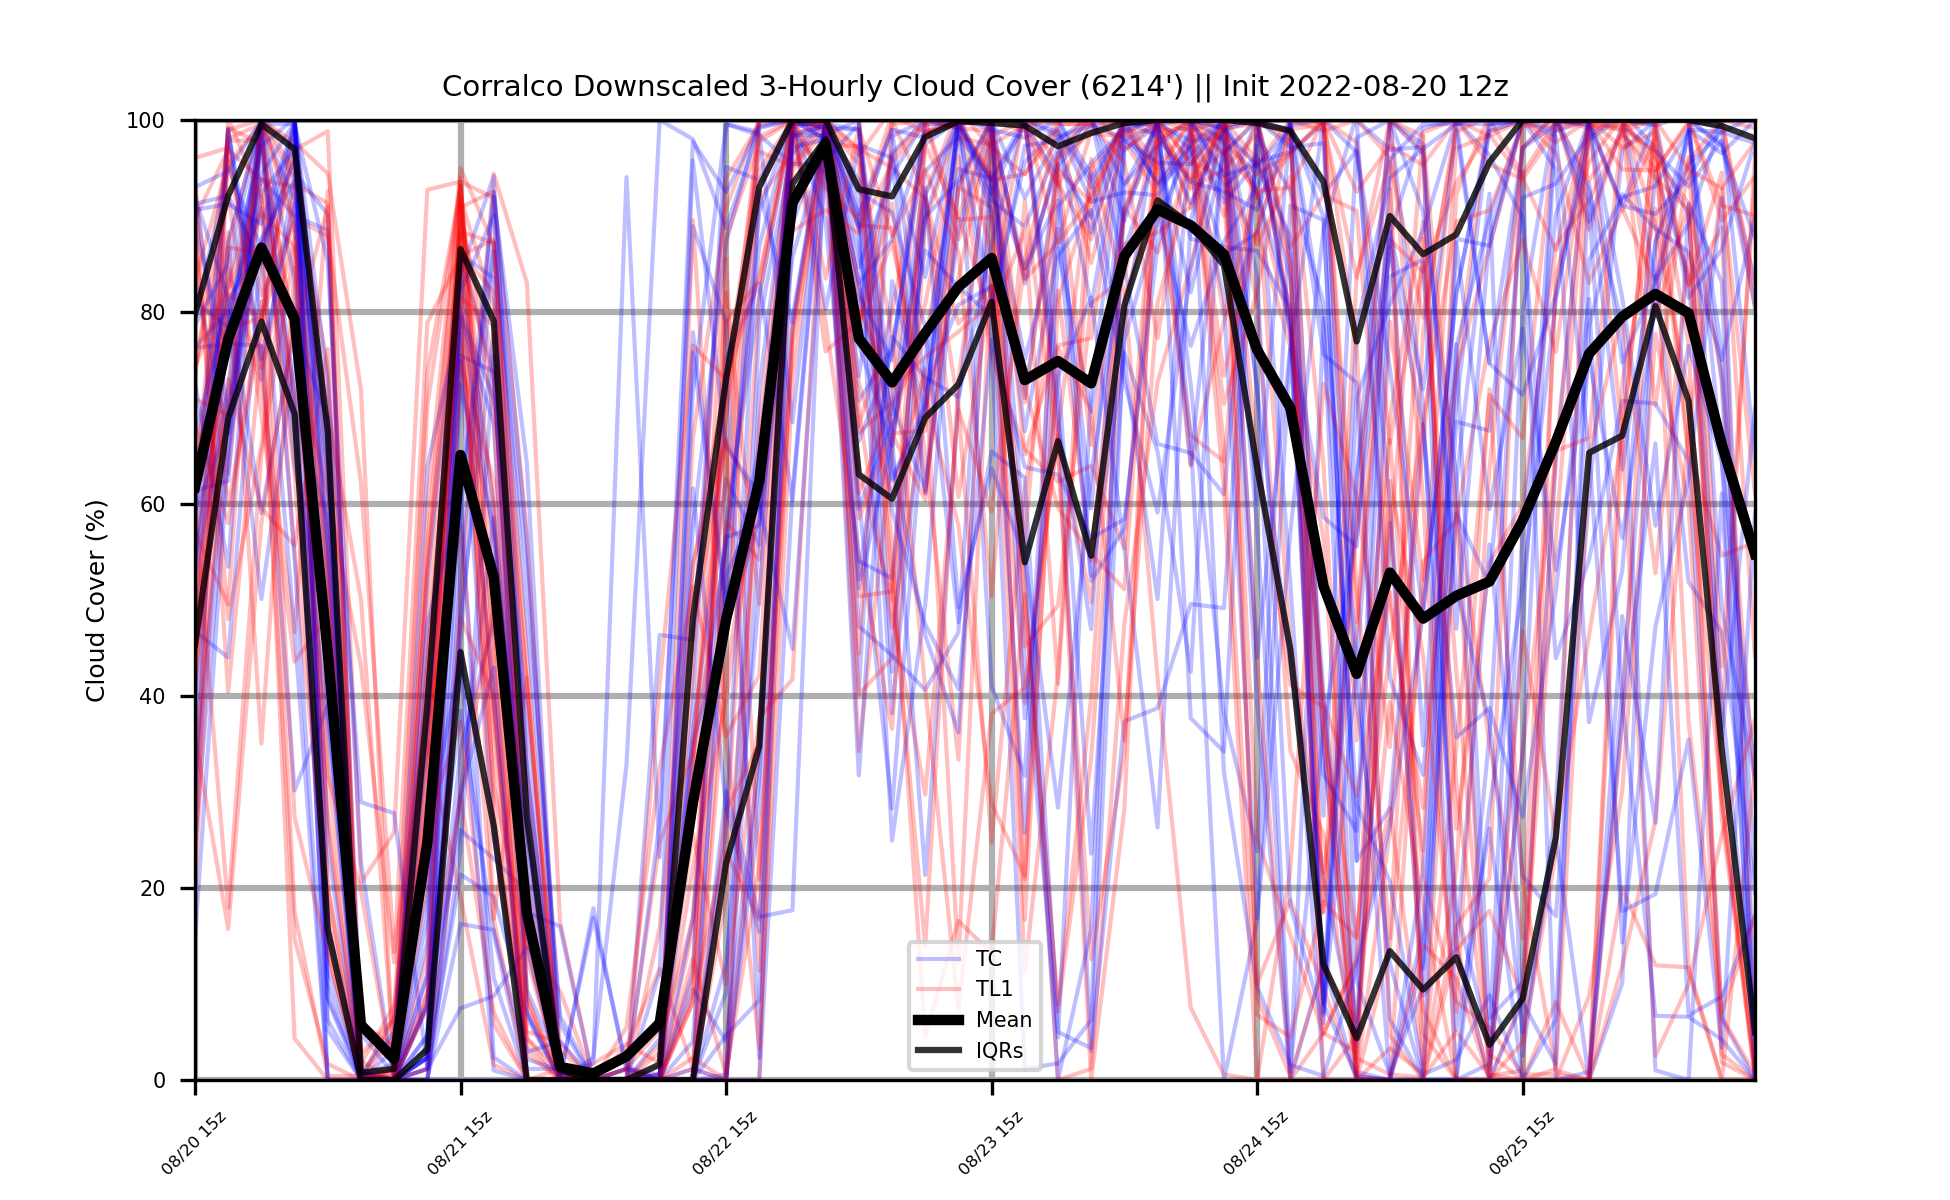 Corralco Downscaled 3-Hourly Cloud Cover (6214') || Init 2022-08-20 12z
Cloud Cover (%)
100
80
60
40
20
0
TC
TL1
Mean
IQRs
08/20 15z
08/21 15z
08/22 15z
08/23 15z
08/24 15z
08/25 15z